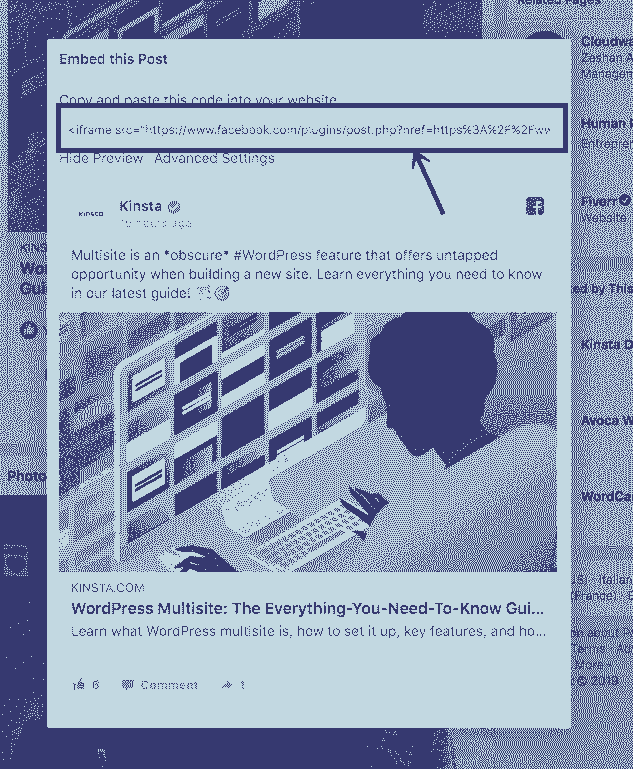 Related Pages
Embed this Post
Copy and paste this code into your website
<iframe src="https://www.facebook.com/plugins/post.php?href=https%3A%2F%2Fww
Hide Preview · Advanced Settings
KINSTA
Kinsta
Multisite is an *obscure* #WordPress feature that offers untapped
opportunity when building a new site. Learn everything you need to know
in our latest guide!
KINSTA.COM
WordPress Multisite: The Everything-You-Need-To-Know Gui...
Learn what WordPress multisite is, how to set it up, key features, and ho...
6 Comment 1
KINS
Wo
Gui
Photo
Cloudwa
Zeshan A
Managem
Human
Entrepre
Fiverr
Website
ed by This
Kinsta D
Avoca W
WordCa
Italian
(France)
n about
More
2018